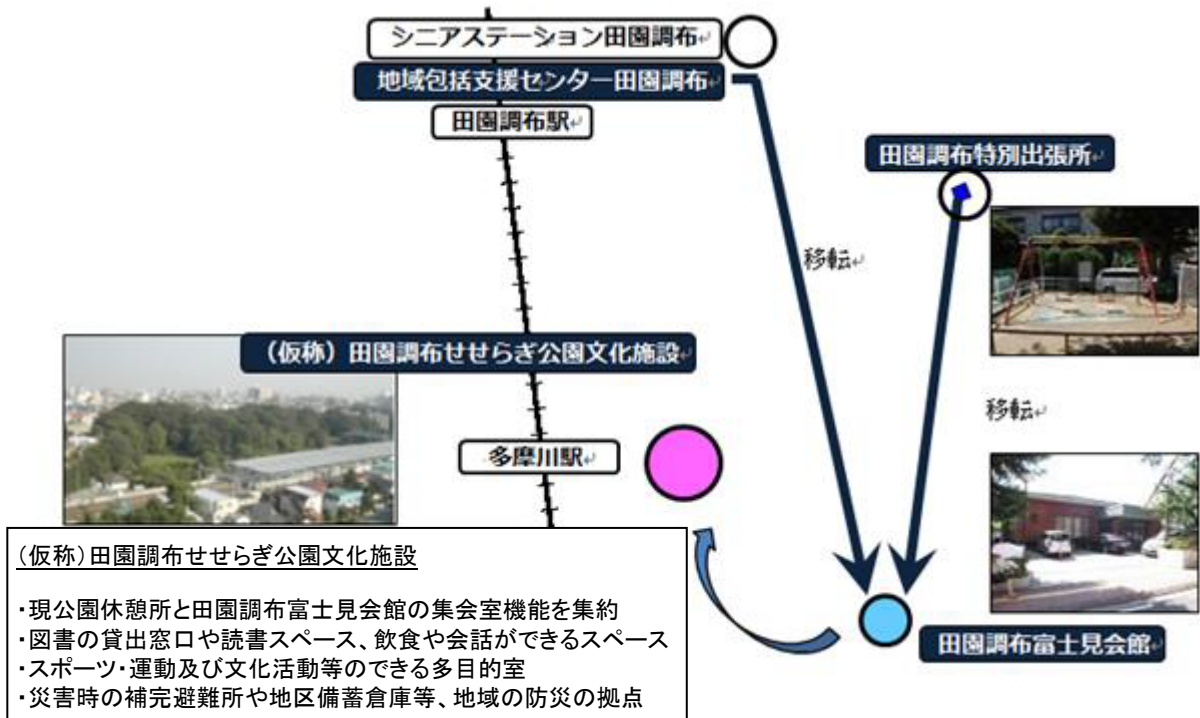 シニアステーション田園調布
地域包括支援センター田園調布
田園調布駅
田園調布特別出張所
移転
(仮称)田園調布せせらぎ公園文化施設
移転
多摩川駅
(仮称)田園調布せせらぎ公園文化施設
・現公園休憩所と田園調布富士見会館の集会室機能を集約
・図書の貸出窓口や読書スペース、飲食や会話ができるスペース
・スポーツ・運動及び文化活動等のできる多目的室
・災害時の補完避難所や地区備蓄倉庫等、地域の防災の拠点
田園調布富士見会館